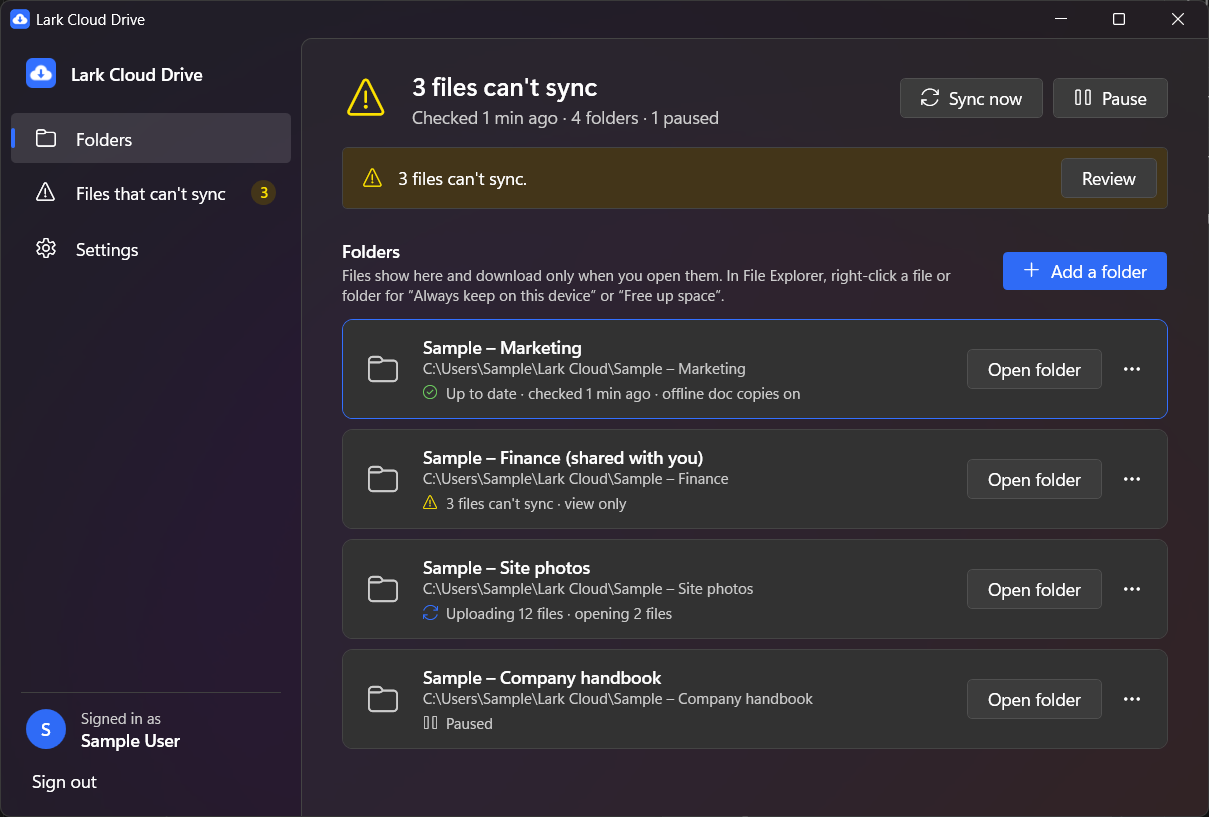 Lark Cloud Drive
Lark Cloud Drive
Folders
Files that can't sync
3
Settings
Signed in as
S
Sample User
Sign out
3 files can't sync
Checked 1 min ago · 4 folders · 1 paused
Sync now
Pause
3 files can't sync.
Review
Folders
Files show here and download only when you open them. In File Explorer, right-click a file or
folder for “Always keep on this device” or “Free up space”.
Add a folder
Sample – Marketing
C:\Users\Sample\Lark Cloud\Sample – Marketing
Up to date · checked 1 min ago · offline doc copies on
Open folder
Sample – Finance (shared with you)
C:\Users\Sample\Lark Cloud\Sample – Finance
3 files can't sync · view only
Open folder
Sample – Site photos
C:\Users\Sample\Lark Cloud\Sample – Site photos
Uploading 12 files · opening 2 files
Open folder
Sample – Company handbook
C:\Users\Sample\Lark Cloud\Sample – Company handbook
Paused
Open folder